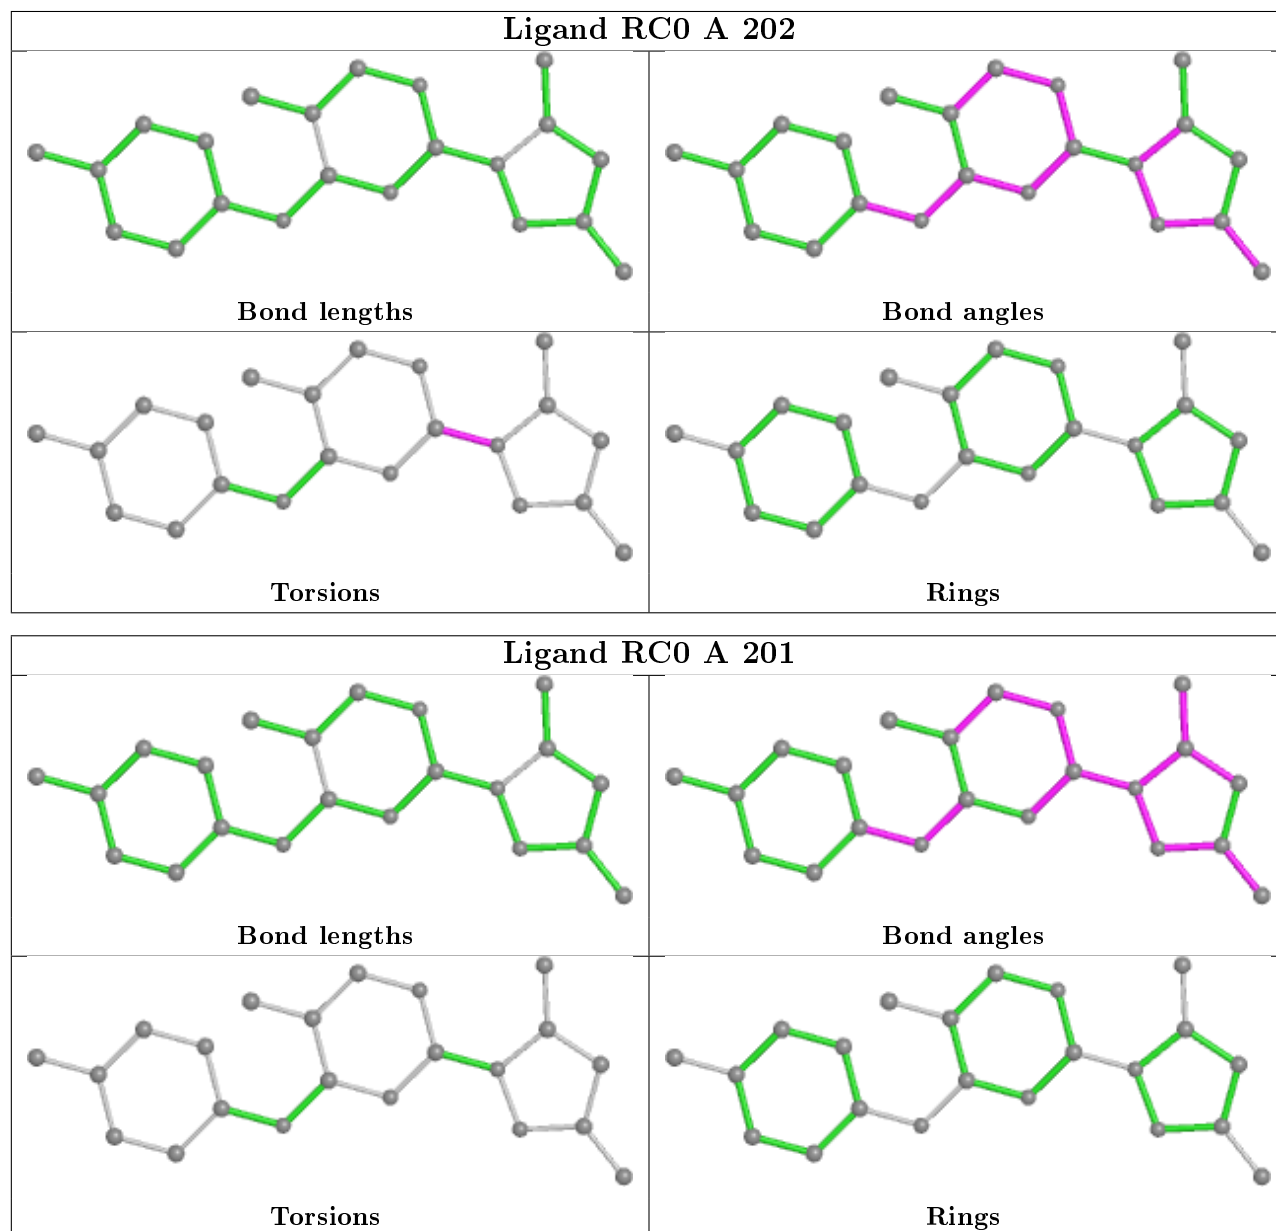 Ligand RC0 A 202
Bond lengths
Bond angles
Torsions
Rings
Ligand RC0 A 201
Bond lengths
Bond angles
Torsions
Rings